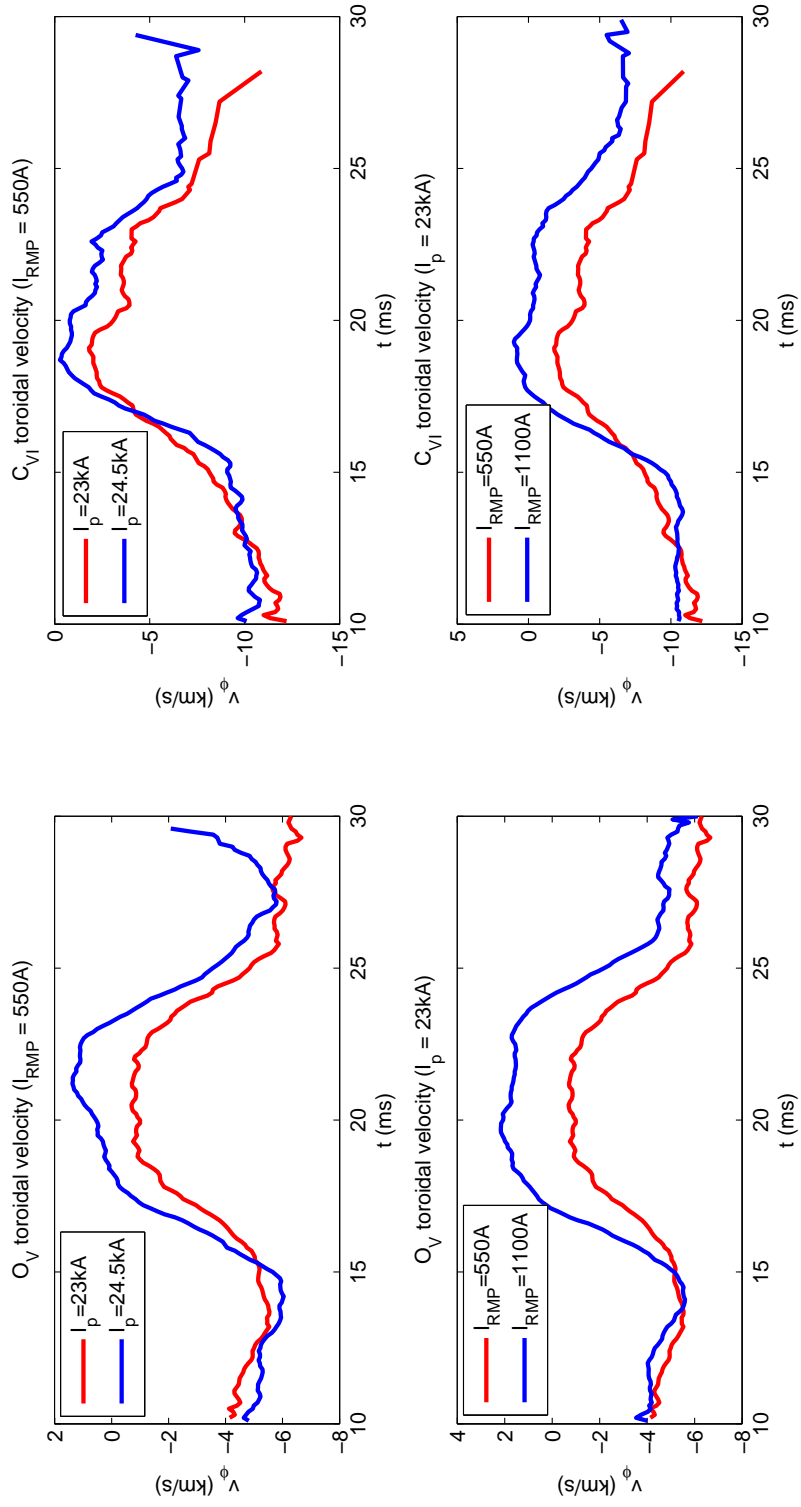 O_V toroidal velocity (I_RMP = 550A)
2
0
−2
−4
−6
−8
v_ϕ (km/s)
10
15
20
25
30
t (ms)
I_p=23kA
I_p=24.5kA
C_VI toroidal velocity (I_RMP = 550A)
0
−5
−10
−15
v_ϕ (km/s)
10
15
20
25
30
t (ms)
I_p=23kA
I_p=24.5kA
O_V toroidal velocity (I_p = 23kA)
4
2
0
−2
−4
−6
−8
v_ϕ (km/s)
10
15
20
25
30
t (ms)
I_RMP=550A
I_RMP=1100A
C_VI toroidal velocity (I_p = 23kA)
5
0
−5
−10
−15
v_ϕ (km/s)
10
15
20
25
30
t (ms)
I_RMP=550A
I_RMP=1100A